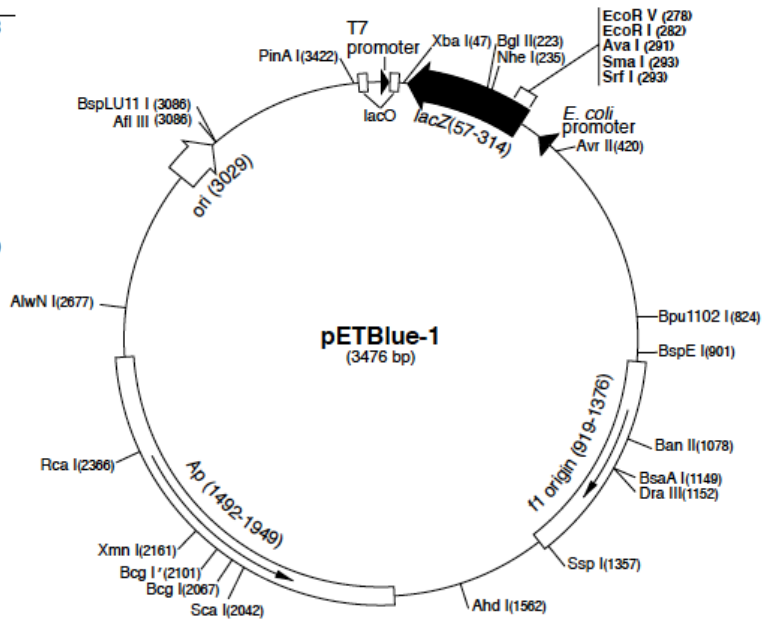 T7
promoter
PinA I(3422)
Xba I(47)
Bgl II(223)
Nhe I(235)
EcoR V (278)
EcoR I (282)
Ava I (291)
Sma I (293)
Srf I (293)
lacO
lacZ(57-314)
E. coli
promoter
Avr II(420)
BspLU11 I (3086)
Afl III (3086)
ori (3029)
AlwN I(2677)
pETBlue-1
(3476 bp)
Bpu1102 I (824)
BspE I(901)
f1 origin (919-1376)
Ban II(1078)
BsaA I(1149)
Dra III(1152)
Rca I(2366)
Ap (1492-1949)
Xmn I(2161)
Bcg I'(2101)
Bcg I(2067)
Sca I(2042)
Ssp I(1357)
Ahd I(1562)